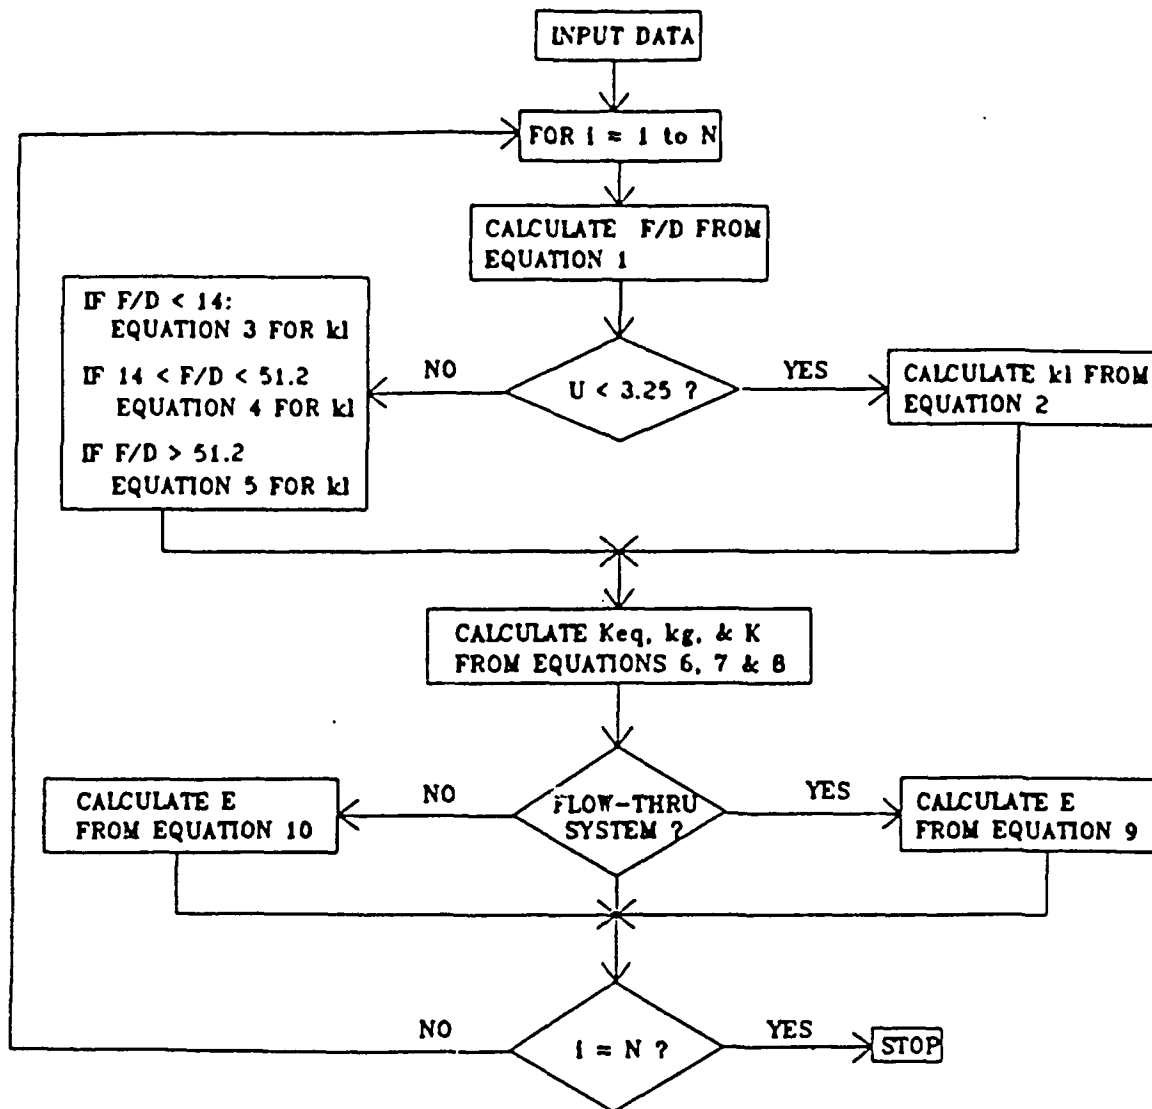 INPUT DATA
FOR i = 1 to N
CALCULATE F/D FROM
EQUATION 1
IF F/D < 14:
EQUATION 3 FOR kl
IF 14 < F/D < 51.2
EQUATION 4 FOR kl
IF F/D > 51.2
EQUATION 5 FOR kl
NO
U < 3.25 ?
YES
CALCULATE kl FROM
EQUATION 2
CALCULATE Keq, kg, & K
FROM EQUATIONS 6, 7 & 8
CALCULATE E
FROM EQUATION 10
NO
FLOW-THRU
SYSTEM ?
YES
CALCULATE E
FROM EQUATION 9
NO
i = N ?
YES
STOP